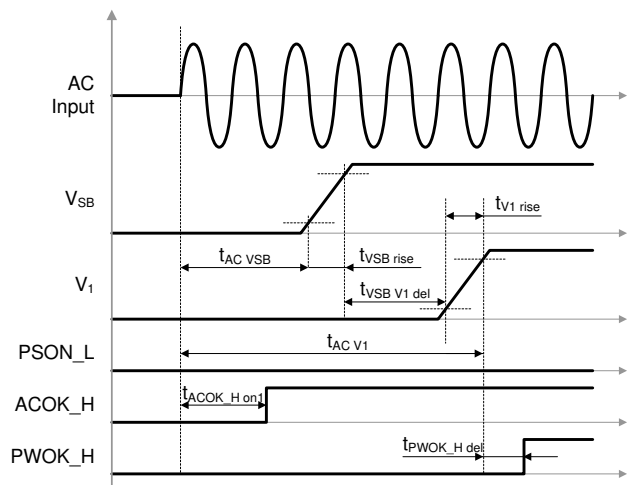 AC
Input
VSB
tV1 rise
tAC VSB
tVSB rise
V1
tVSB V1 del
tAC V1
PSON_L
tACOK_H on1
ACOK_H
tPWOK_H del
PWOK_H